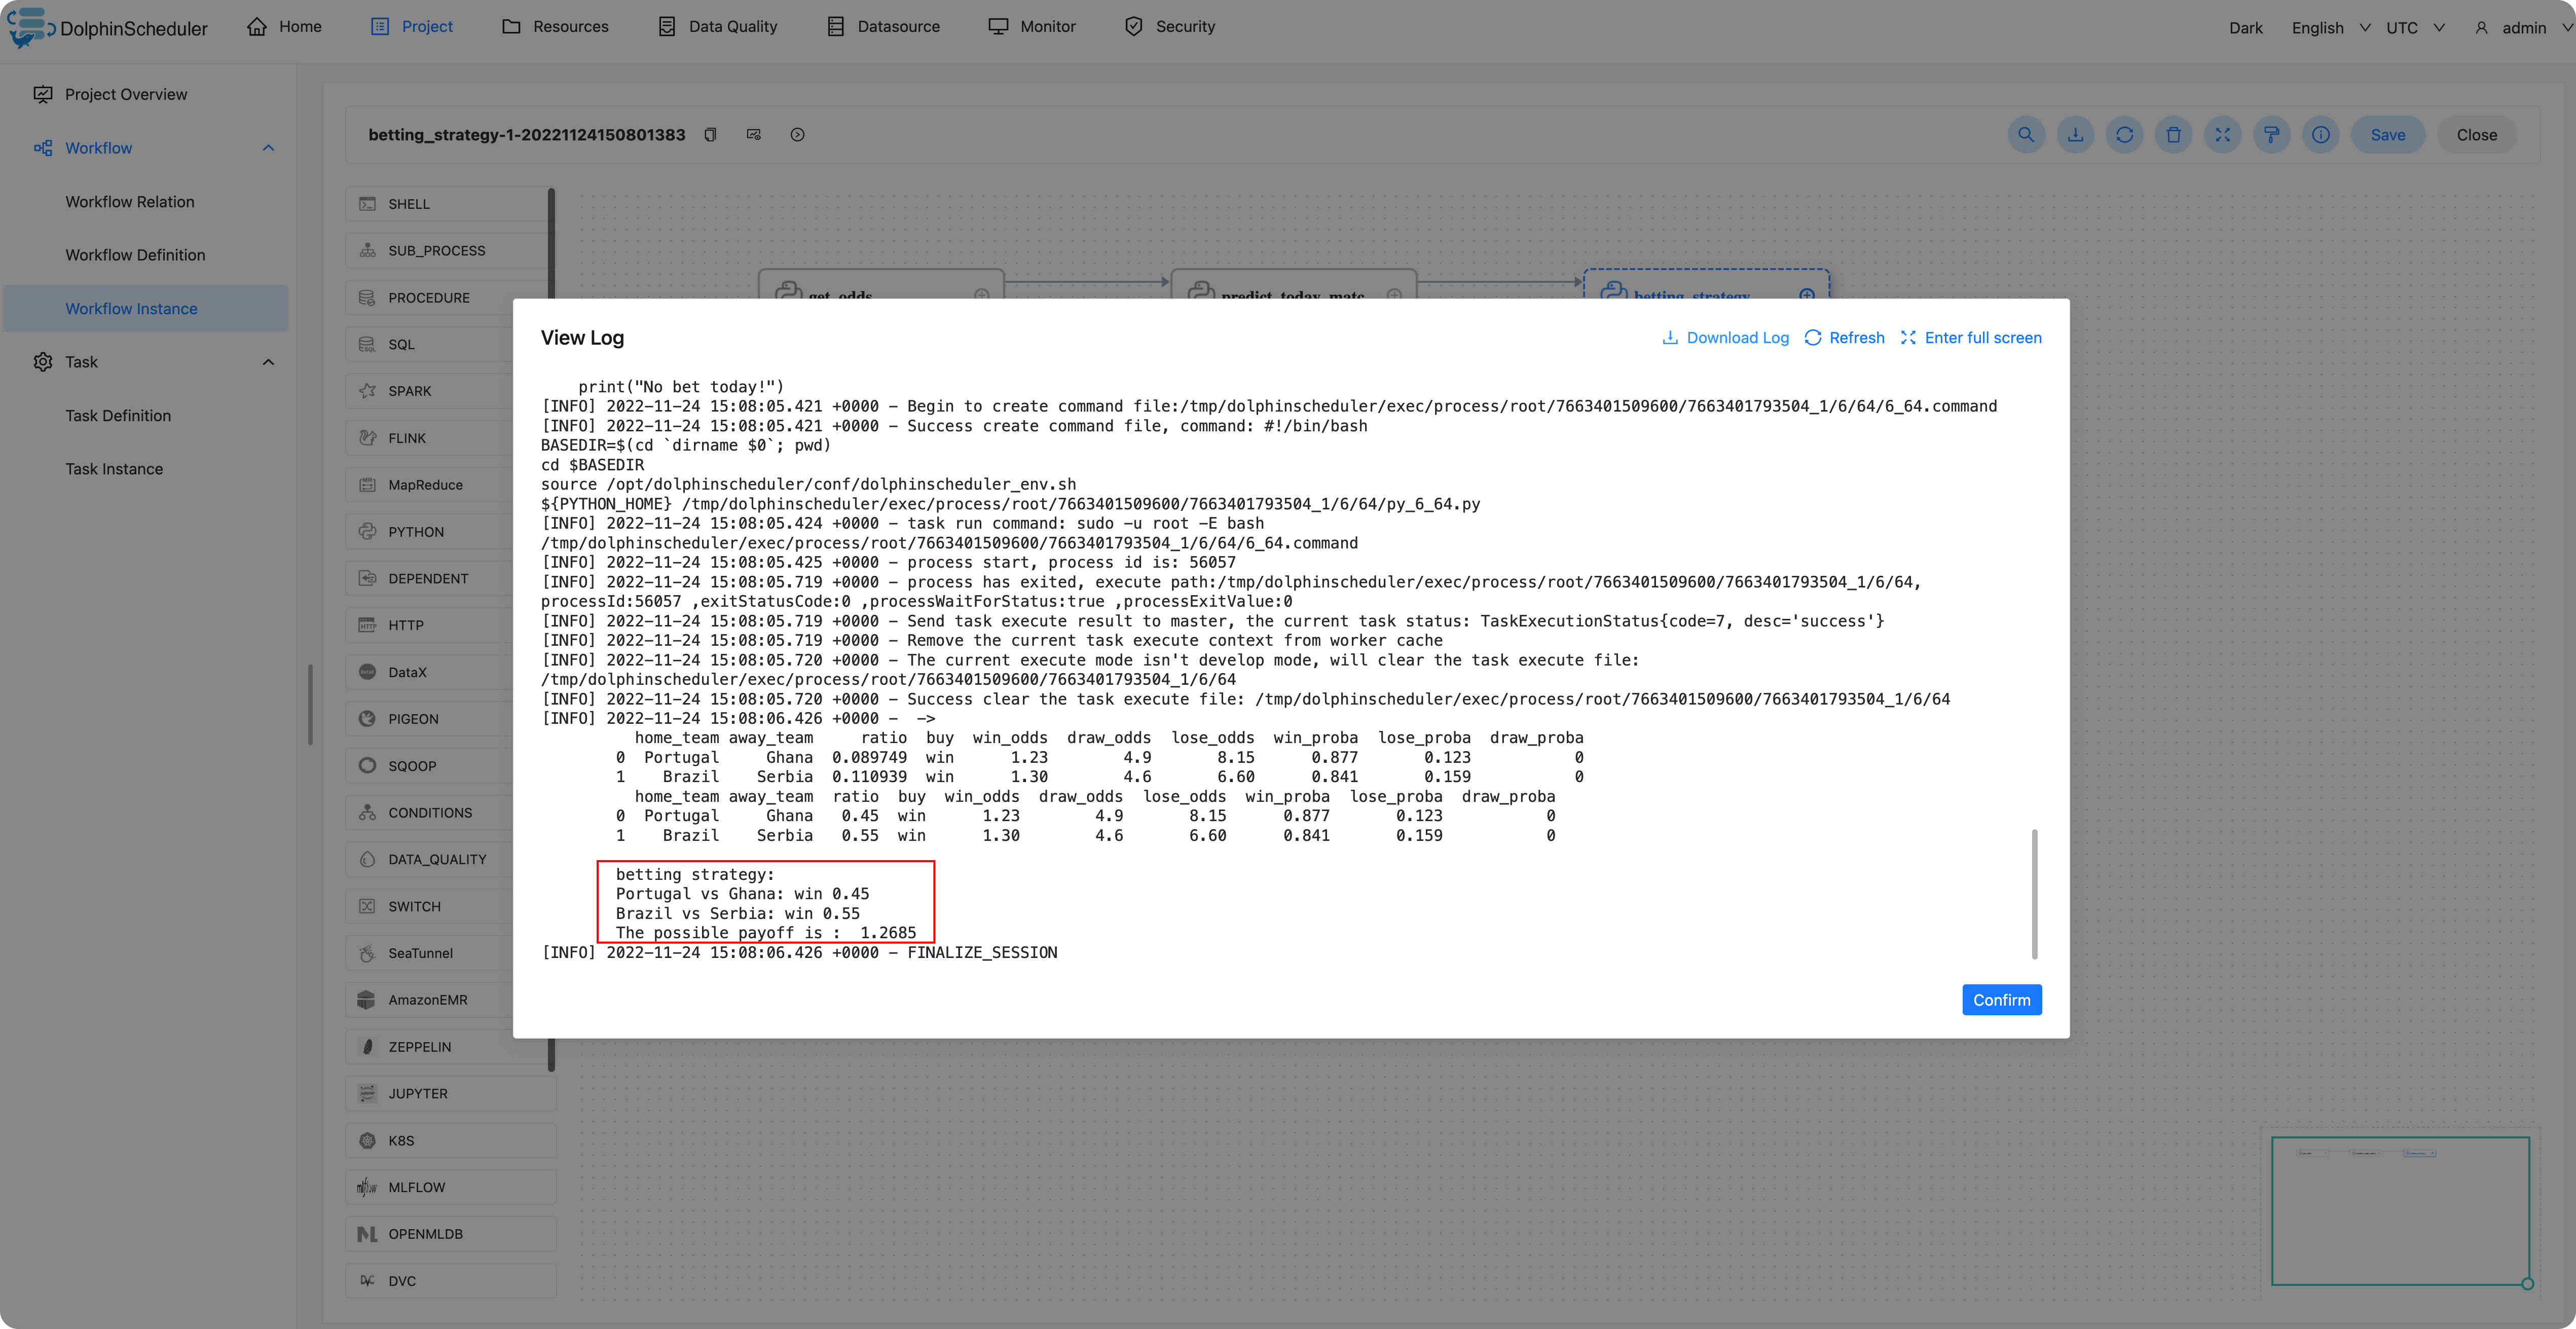 DolphinScheduler
Home
Project
Resources
Data Quality
Datasource
Monitor
Security
Dark
English
UTC
admin
Project Overview
Workflow
Workflow Relation
Workflow Definition
Workflow Instance
Task
Task Definition
Task Instance
betting_strategy-1-20221124150801383
Save
Close
SHELL
SUB_PROCESS
PROCEDURE
SQL
SPARK
FLINK
MapReduce
PYTHON
DEPENDENT
HTTP
DataX
PIGEON
SQOOP
CONDITIONS
DATA_QUALITY
SWITCH
SeaTunnel
AmazonEMR
ZEPPELIN
JUPYTER
K8S
MLFLOW
OPENMLDB
DVC
get_odds
predict_today_matc
betting_strategy
View Log
Download Log
Refresh
Enter full screen
print("No bet today!")
[INFO] 2022-11-24 15:08:05.421 +0000 - Begin to create command file:/tmp/dolphinscheduler/exec/process/root/7663401509600/7663401793504_1/6/64/6_64.command
[INFO] 2022-11-24 15:08:05.421 +0000 - Success create command file, command: #!/bin/bash
BASEDIR=$(cd `dirname $0`; pwd)
cd $BASEDIR
source /opt/dolphinscheduler/conf/dolphinscheduler_env.sh
${PYTHON_HOME} /tmp/dolphinscheduler/exec/process/root/7663401509600/7663401793504_1/6/64/py_6_64.py
[INFO] 2022-11-24 15:08:05.424 +0000 - task run command: sudo -u root -E bash
/tmp/dolphinscheduler/exec/process/root/7663401509600/7663401793504_1/6/64/6_64.command
[INFO] 2022-11-24 15:08:05.425 +0000 - process start, process id is: 56057
[INFO] 2022-11-24 15:08:05.719 +0000 - process has exited, execute path:/tmp/dolphinscheduler/exec/process/root/7663401509600/7663401793504_1/6/64,
processId:56057 ,exitStatusCode:0 ,processWaitForStatus:true ,processExitValue:0
[INFO] 2022-11-24 15:08:05.719 +0000 - Send task execute result to master, the current task status: TaskExecutionStatus{code=7, desc='success'}
[INFO] 2022-11-24 15:08:05.719 +0000 - Remove the current task execute context from worker cache
[INFO] 2022-11-24 15:08:05.720 +0000 - The current execute mode isn't develop mode, will clear the task execute file:
/tmp/dolphinscheduler/exec/process/root/7663401509600/7663401793504_1/6/64
[INFO] 2022-11-24 15:08:05.720 +0000 - Success clear the task execute file: /tmp/dolphinscheduler/exec/process/root/7663401509600/7663401793504_1/6/64
[INFO] 2022-11-24 15:08:06.426 +0000 -  ->
home_team away_team ratio buy win_odds draw_odds lose_odds win_proba lose_proba draw_proba
0 Portugal Ghana 0.089749 win 1.23 4.9 8.15 0.877 0.123 0
1 Brazil Serbia 0.110939 win 1.30 4.6 6.60 0.841 0.159 0
home_team away_team ratio buy win_odds draw_odds lose_odds win_proba lose_proba draw_proba
0 Portugal Ghana 0.45 win 1.23 4.9 8.15 0.877 0.123 0
1 Brazil Serbia 0.55 win 1.30 4.6 6.60 0.841 0.159 0
betting strategy:
Portugal vs Ghana: win 0.45
Brazil vs Serbia: win 0.55
The possible payoff is :  1.2685
[INFO] 2022-11-24 15:08:06.426 +0000 - FINALIZE_SESSION
Confirm